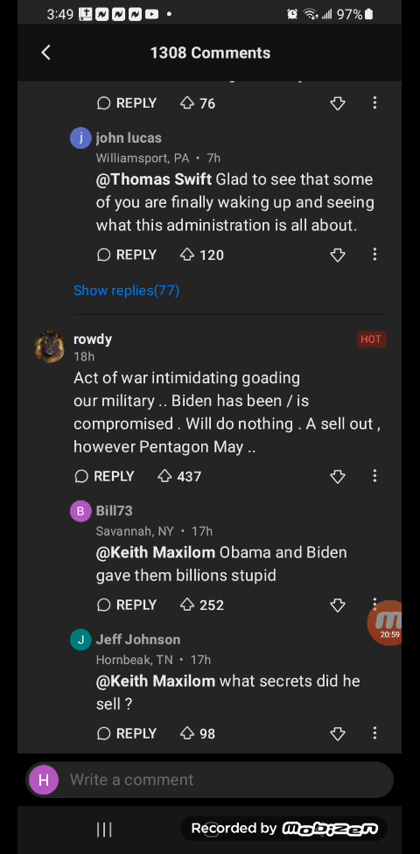 3:49
97%
1308 Comments
REPLY 76
j john lucas
Williamsport, PA • 7h
@Thomas Swift Glad to see that some
of you are finally waking up and seeing
what this administration is all about.
REPLY 120
Show replies(77)
rowdy
HOT
18h
Act of war intimidating goading
our military .. Biden has been / is
compromised . Will do nothing . A sell out ,
however Pentagon May ..
REPLY 437
B Bill73
Savannah, NY • 17h
@Keith Maxilom Obama and Biden
gave them billions stupid
REPLY 252
m
20:59
J Jeff Johnson
Hornbeak, TN • 17h
@Keith Maxilom what secrets did he
sell ?
REPLY 98
H Write a comment
Recorded by mobizen